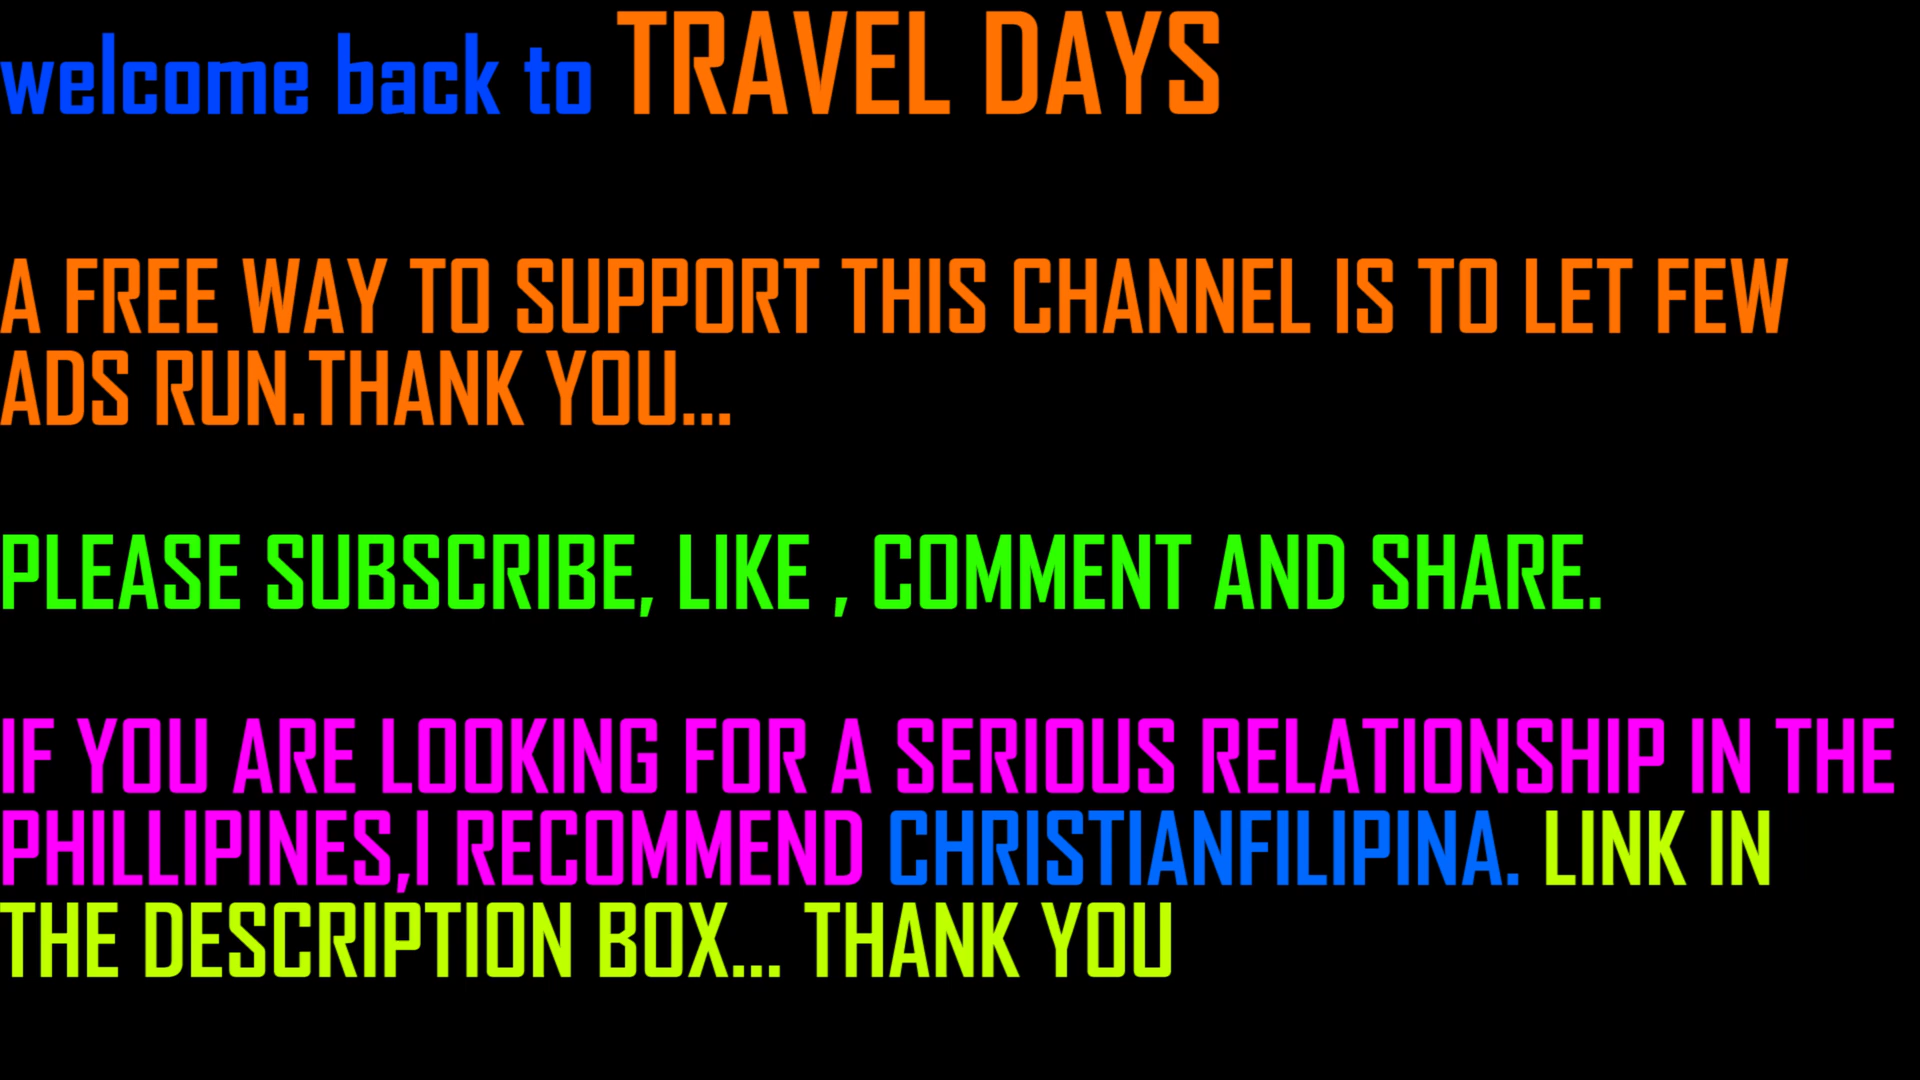 welcome back to TRAVEL DAYS
A FREE WAY TO SUPPORT THIS CHANNEL IS TO LET FEW
ADS RUN.THANK YOU...
PLEASE SUBSCRIBE, LIKE , COMMENT AND SHARE.
IF YOU ARE LOOKING FOR A SERIOUS RELATIONSHIP IN THE
PHILLIPINES,I RECOMMEND CHRISTIANFILIPINA. LINK IN
THE DESCRIPTION BOX... THANK YOU